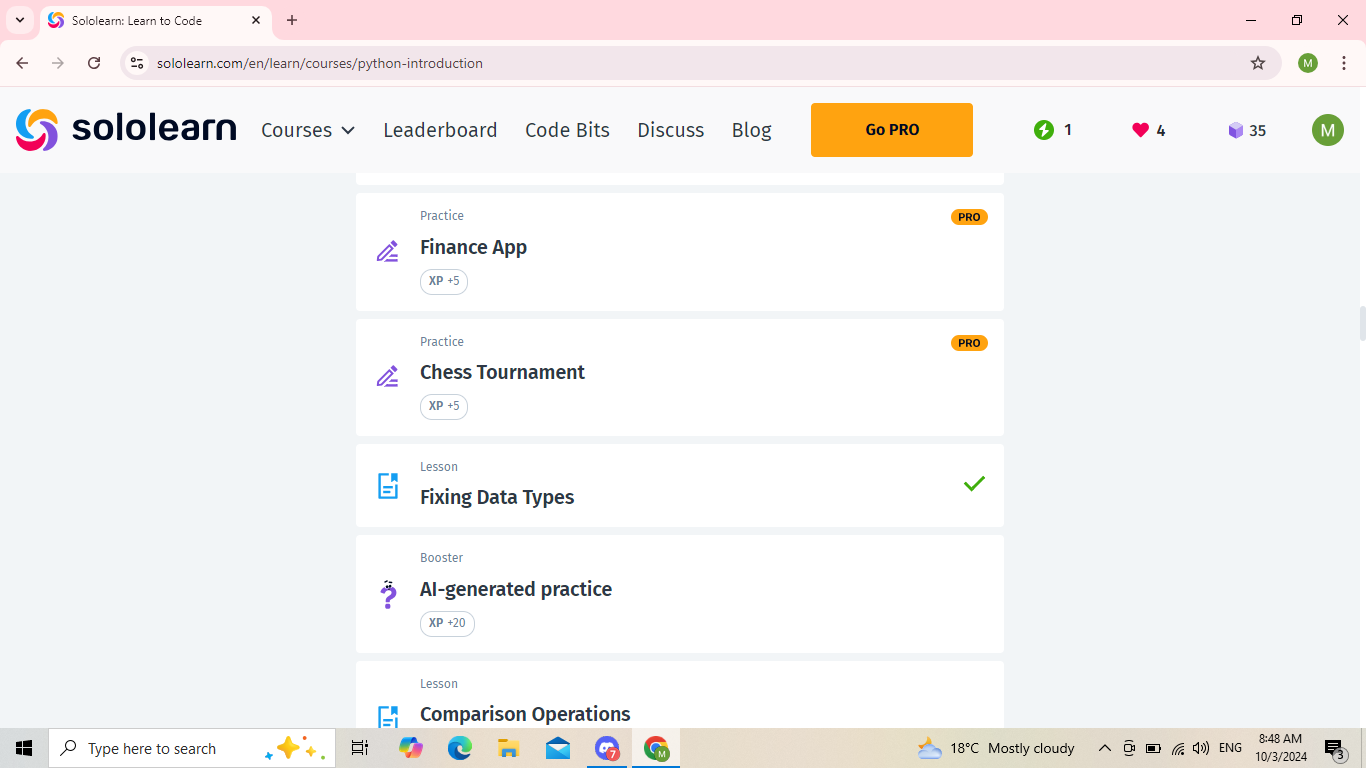 Sololearn: Learn to Code
sololearn.com/en/learn/courses/python-introduction
M
sololearn
Courses
Leaderboard
Code Bits
Discuss
Blog
Go PRO
1
4
35
M
Practice
PRO
Finance App
XP +5
Practice
PRO
Chess Tournament
XP +5
Lesson
Fixing Data Types
Booster
?
AI-generated practice
XP +20
Lesson
Comparison Operations
Type here to search
7
M
18°C Mostly cloudy
ENG
8:48 AM
10/3/2024
3